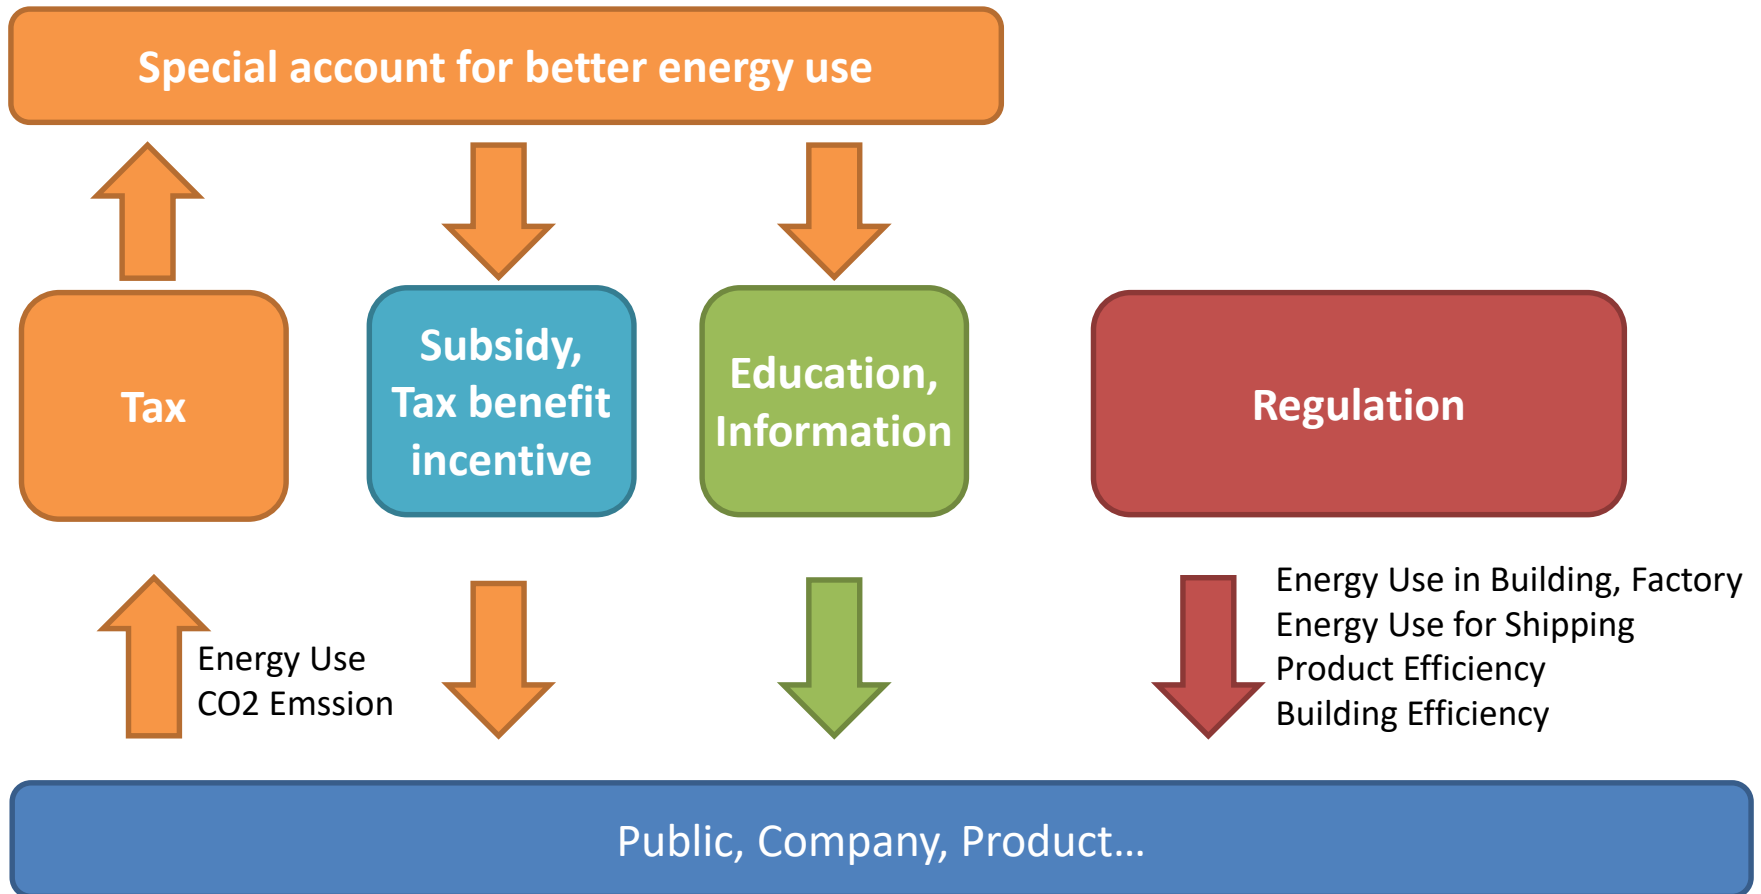 Special account for better energy use
Tax
Subsidy,
Tax benefit
incentive
Education,
Information
Regulation
Energy Use
CO2 Emssion
Energy Use in Building, Factory
Energy Use for Shipping
Product Efficiency
Building Efficiency
Public, Company, Product…